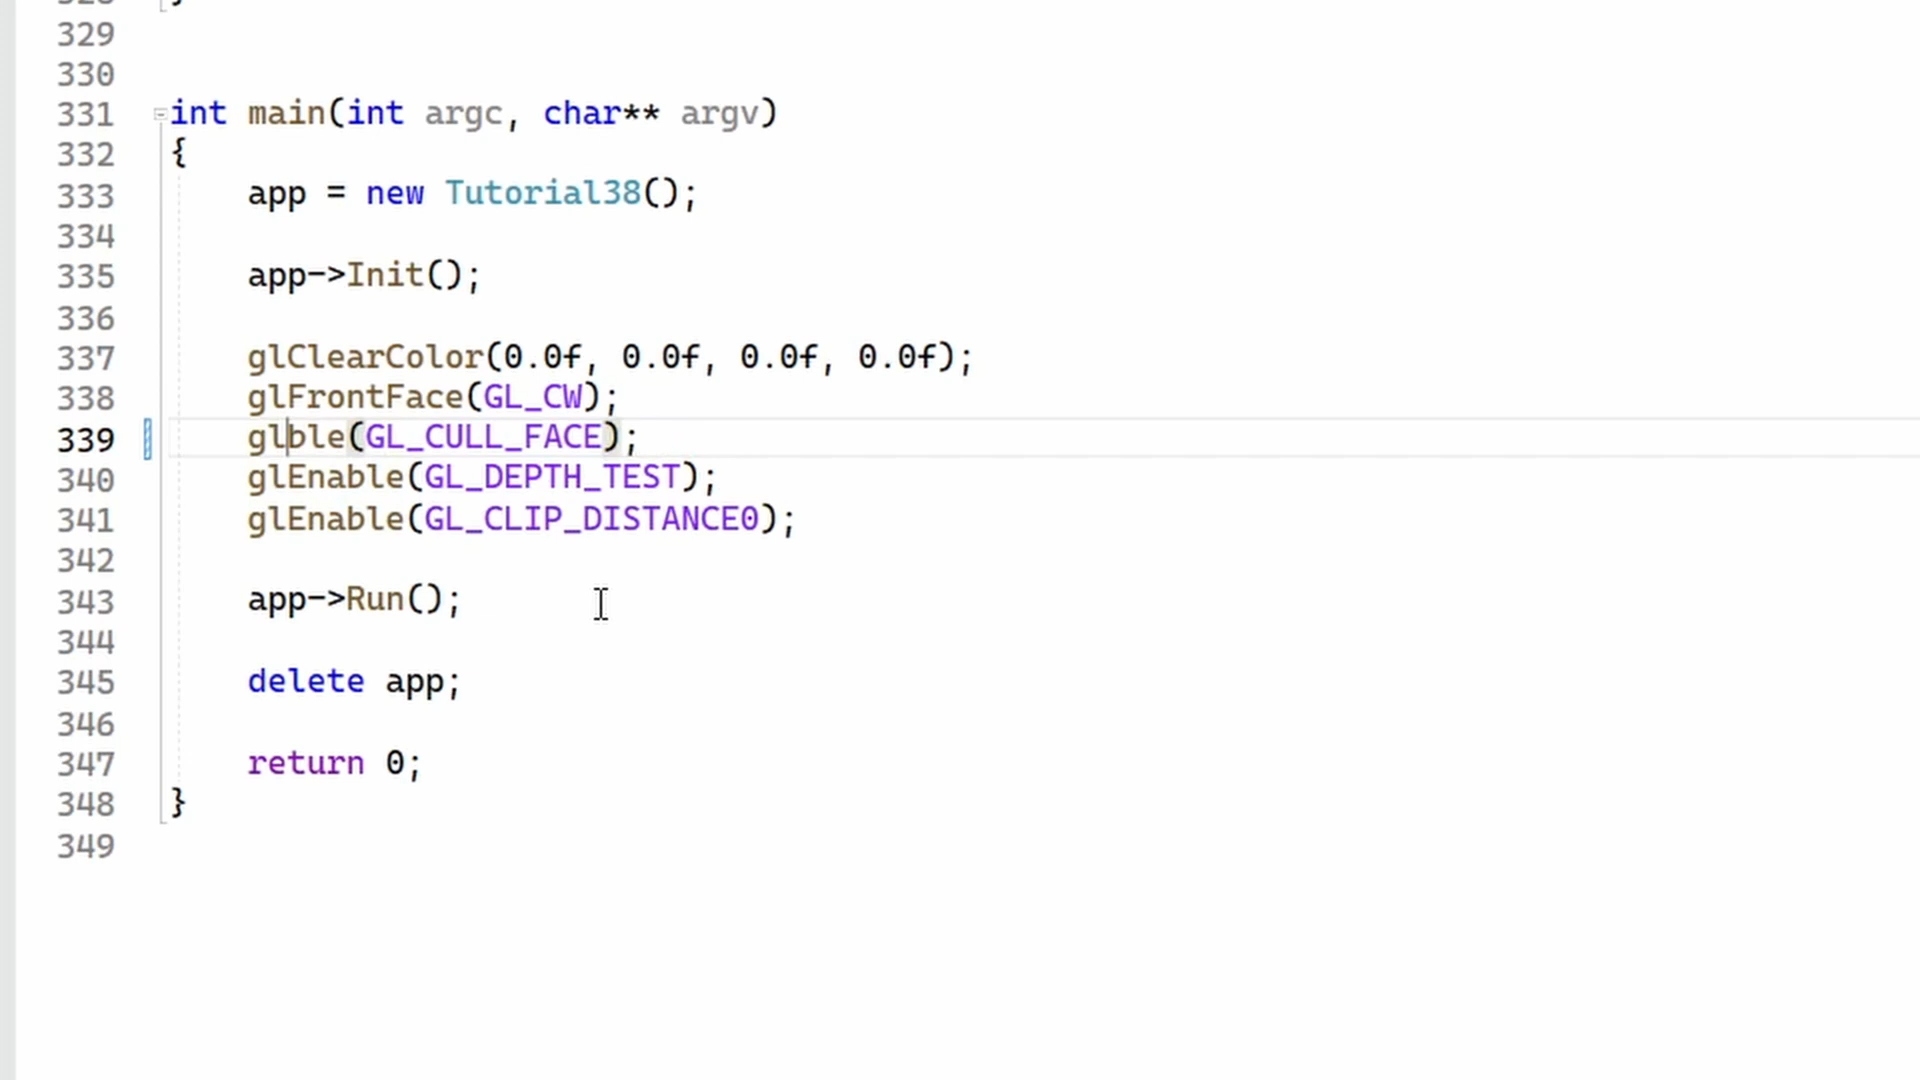 329
330
331 int main(int argc, char** argv)
332 {
333 app = new Tutorial38();
334
335 app->Init();
336
337 glClearColor(0.0f, 0.0f, 0.0f, 0.0f);
338 glFrontFace(GL_CW);
339 glble(GL_CULL_FACE);
340 glEnable(GL_DEPTH_TEST);
341 glEnable(GL_CLIP_DISTANCE0);
342
343 app->Run();
344
345 delete app;
346
347 return 0;
348 }
349